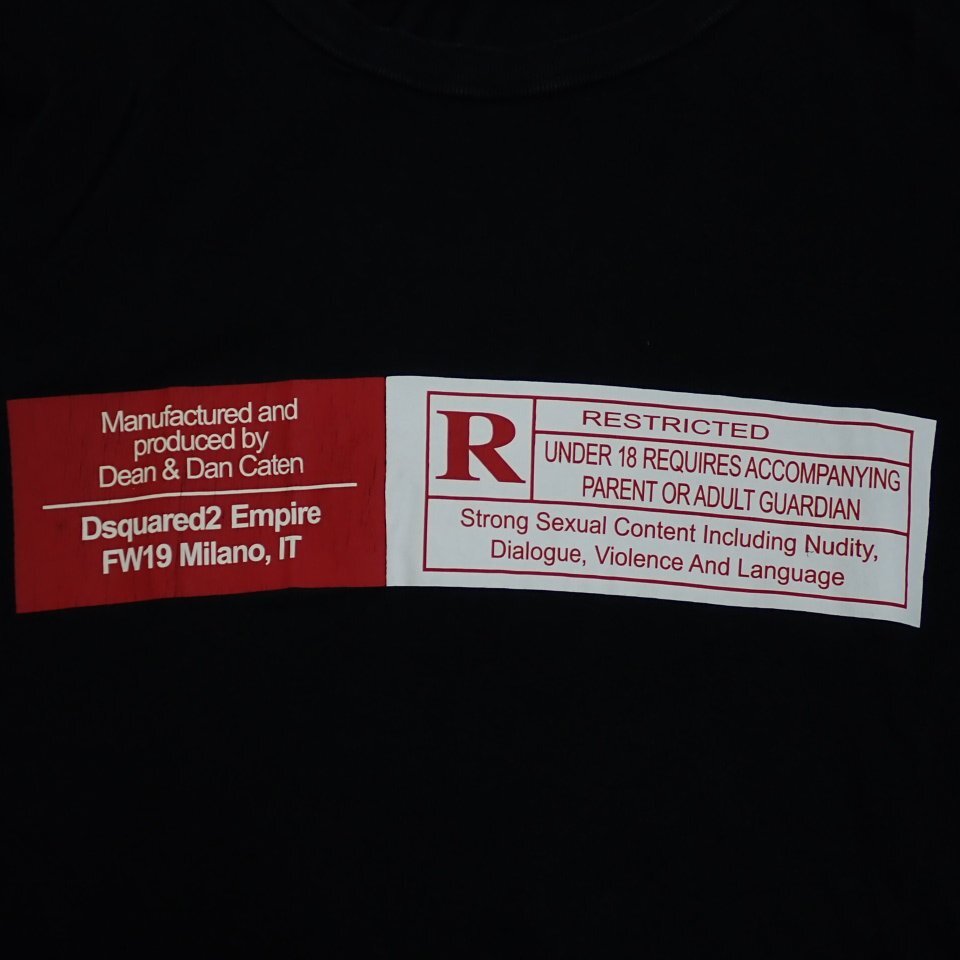 Manufactured and
produced by
Dean & Dan Caten
Dsquared2 Empire
FW19 Milano, IT
R
RESTRICTED
UNDER 18 REQUIRES ACCOMPANYING
PARENT OR ADULT GUARDIAN
Strong Sexual Content Including Nudity,
Dialogue, Violence And Language